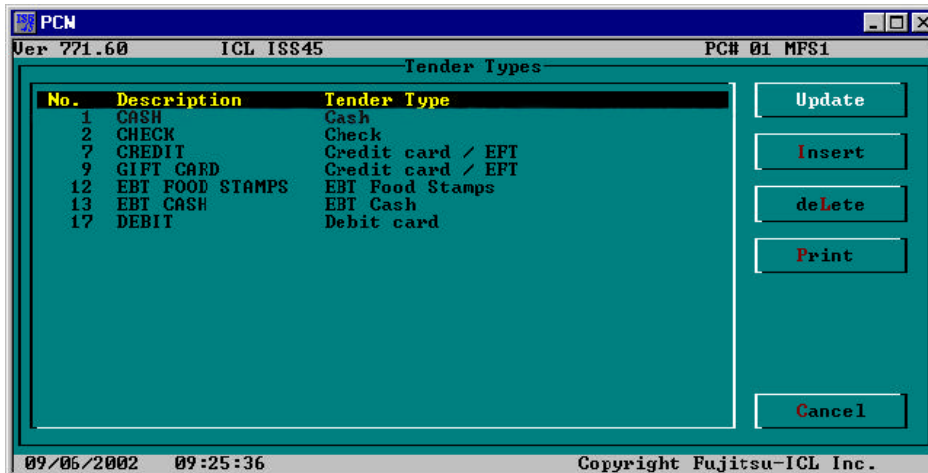 PCN
Ver 771.60 ICL ISS45 PC# 01 MFS1
Tender Types
No. Description Tender Type
1 CASH Cash
2 CHECK Check
7 CREDIT Credit card / EFT
9 GIFT CARD Credit card / EFT
12 EBT FOOD STAMPS EBT Food Stamps
13 EBT CASH EBT Cash
17 DEBIT Debit card
Update
Insert
deLete
Print
Cancel
09/06/2002 09:25:36 Copyright Fujitsu-ICL Inc.